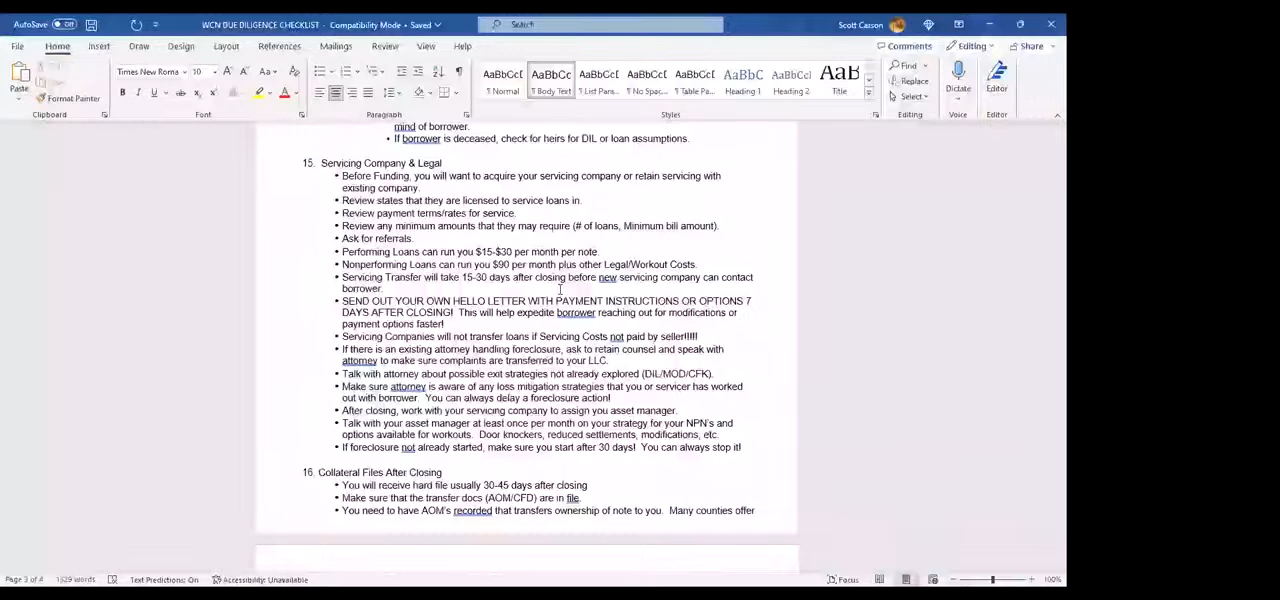 AutoSave Off WCN DUE DILIGENCE CHECKLIST - Compatibility Mode • Saved Search Scott Carson
File Home Insert Draw Design Layout References Mailings Review View Help Comments Editing Share
Paste Format Painter Times New Roma 10 A A Aa B I U ab x x A AaBbCcI AaBbCc AaBbCcI AaBbCcI AaBbCcI AaBbC AaBbCcI AaB Find Replace Select Dictate Editor
¶ Normal ¶ Body Text ¶ List Para... ¶ No Spac... ¶ Table Pa... Heading 1 Heading 2 Title
Clipboard Font Paragraph Styles Editing Voice Editor
mind of borrower.
• If borrower is deceased, check for heirs for DIL or loan assumptions.
15. Servicing Company & Legal
• Before Funding, you will want to acquire your servicing company or retain servicing with
existing company.
• Review states that they are licensed to service loans in.
• Review payment terms/rates for service.
• Review any minimum amounts that they may require (# of loans, Minimum bill amount).
• Ask for referrals.
• Performing Loans can run you $15-$30 per month per note.
• Nonperforming Loans can run you $90 per month plus other Legal/Workout Costs.
• Servicing Transfer will take 15-30 days after closing before new servicing company can contact
borrower.
• SEND OUT YOUR OWN HELLO LETTER WITH PAYMENT INSTRUCTIONS OR OPTIONS 7
DAYS AFTER CLOSING! This will help expedite borrower reaching out for modifications or
payment options faster!
• Servicing Companies will not transfer loans if Servicing Costs not paid by seller!!!!!
• If there is an existing attorney handling foreclosure, ask to retain counsel and speak with
attorney to make sure complaints are transferred to your LLC.
• Talk with attorney about possible exit strategies not already explored (DIL/MOD/CFK).
• Make sure attorney is aware of any loss mitigation strategies that you or servicer has worked
out with borrower. You can always delay a foreclosure action!
• After closing, work with your servicing company to assign you asset manager.
• Talk with your asset manager at least once per month on your strategy for your NPN's and
options available for workouts. Door knockers, reduced settlements, modifications, etc.
• If foreclosure not already started, make sure you start after 30 days! You can always stop it!
16. Collateral Files After Closing
• You will receive hard file usually 30-45 days after closing
• Make sure that the transfer docs (AOM/CFD) are in file.
• You need to have AOM's recorded that transfers ownership of note to you. Many counties offer
Page 3 of 4 1529 words Text Predictions: On Accessibility: Unavailable Focus 100%